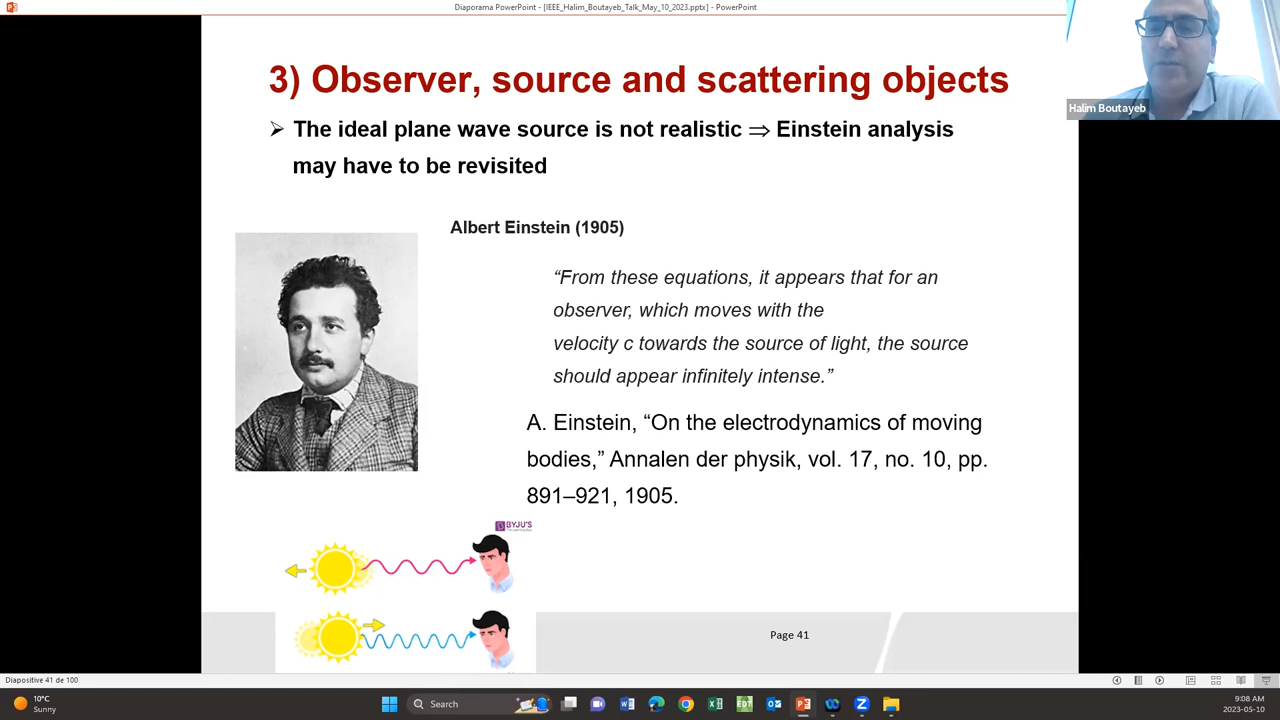 Diaporama PowerPoint - [IEEE_Halim_Boutayeb_Talk_May_10_2023.pptx] - PowerPoint
Halim Boutayeb
3) Observer, source and scattering objects
➢ The ideal plane wave source is not realistic ⇒ Einstein analysis
may have to be revisited
Albert Einstein (1905)
“From these equations, it appears that for an
observer, which moves with the
velocity c towards the source of light, the source
should appear infinitely intense.”
A. Einstein, “On the electrodynamics of moving
bodies,” Annalen der physik, vol. 17, no. 10, pp.
891–921, 1905.
BYJU'S
Page 41
Diapositive 41 de 100
10°C
Sunny
Search
EDT
9:08 AM
2023-05-10